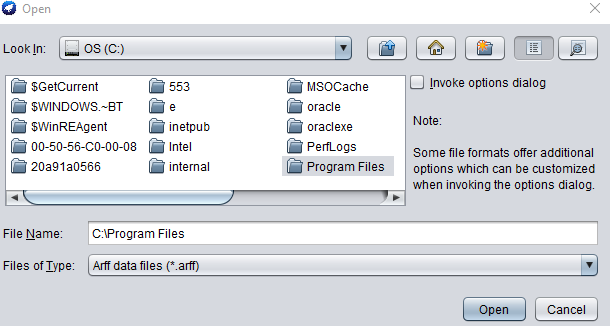 Open
Look In:
OS (C:)
$GetCurrent
$WINDOWS.~BT
$WinREAgent
00-50-56-C0-00-08
20a91a0566
553
e
inetpub
Intel
internal
MSOCache
oracle
oraclexe
PerfLogs
Program Files
Invoke options dialog
Note:
Some file formats offer additional
options which can be customized
when invoking the options dialog.
File Name:
C:\Program Files
Files of Type:
Arff data files (*.arff)
Open
Cancel